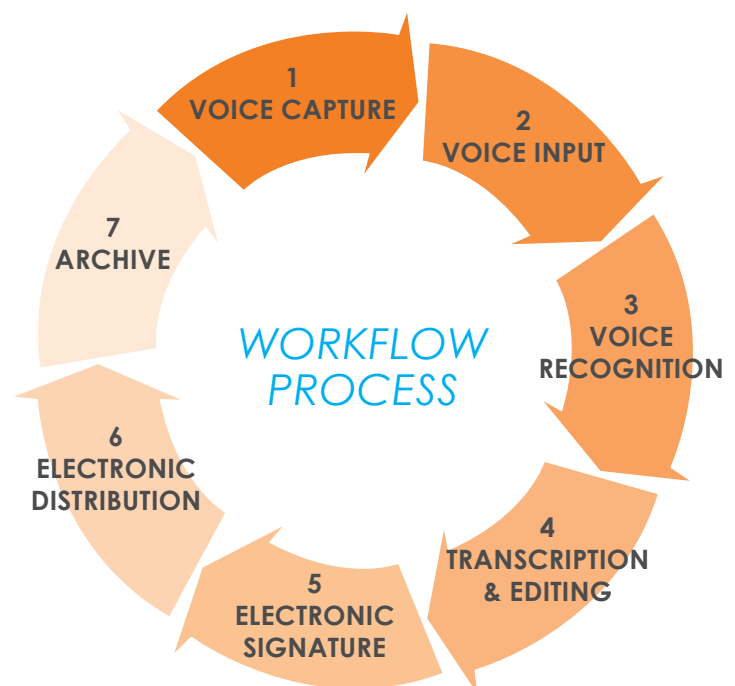 1
VOICE CAPTURE
2
VOICE INPUT
3
VOICE
RECOGNITION
4
TRANSCRIPTION
& EDITING
5
ELECTRONIC
SIGNATURE
6
ELECTRONIC
DISTRIBUTION
7
ARCHIVE
WORKFLOW
PROCESS